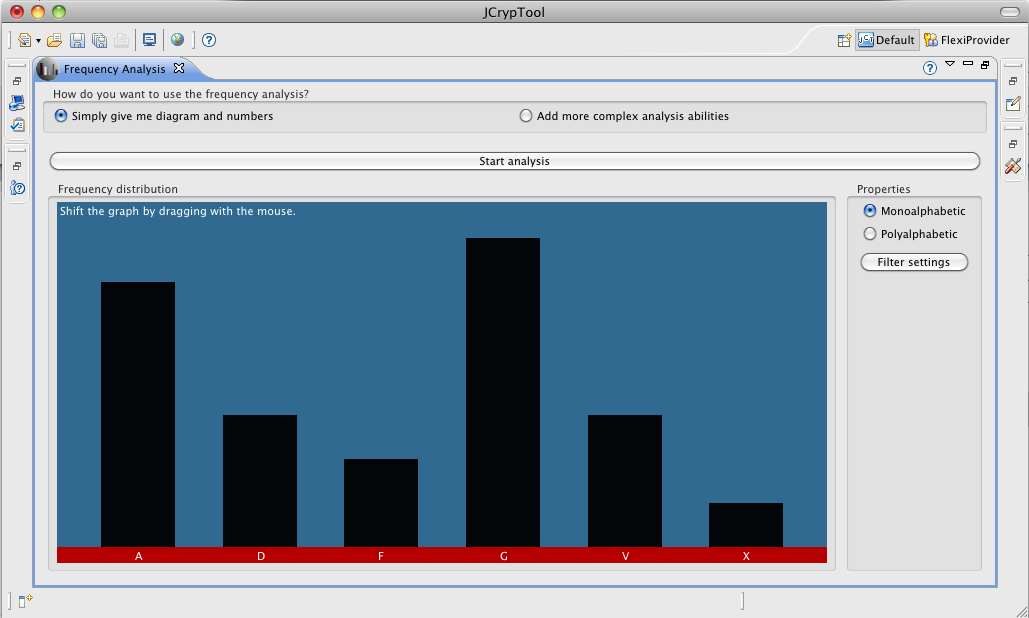 JCrypTool
Default
FlexiProvider
Frequency Analysis
How do you want to use the frequency analysis?
Simply give me diagram and numbers
Add more complex analysis abilities
Start analysis
Frequency distribution
Properties
Shift the graph by dragging with the mouse.
Monoalphabetic
Polyalphabetic
Filter settings
A D F G V X